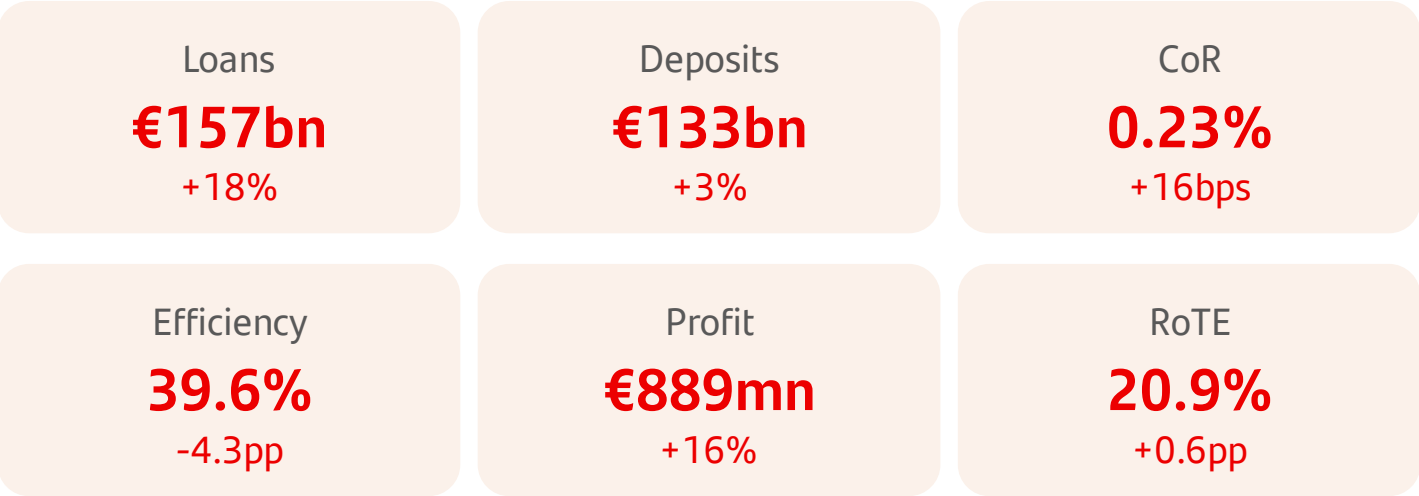 Loans
€157bn
+18%
Deposits
€133bn
+3%
CoR
0.23%
+16bps
Efficiency
39.6%
-4.3pp
Profit
€889mn
+16%
RoTE
20.9%
+0.6pp